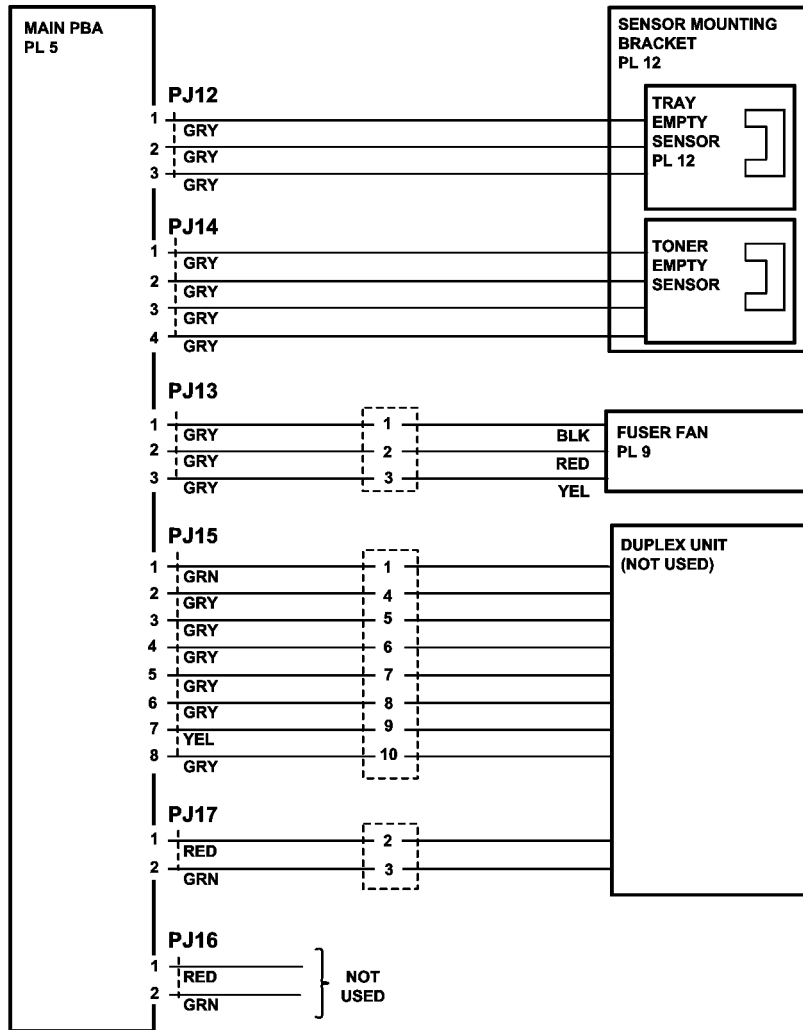 MAIN PBA
PL 5
SENSOR MOUNTING
BRACKET
PL 12
PJ12
1
GRY
2
GRY
3
GRY
TRAY
EMPTY
SENSOR
PL 12
PJ14
1
GRY
2
GRY
3
GRY
4
GRY
TONER
EMPTY
SENSOR
PJ13
1 GRY 1 BLK
2 GRY 2 RED
3 GRY 3 YEL
FUSER FAN
PL 9
PJ15
1 GRN 1
2 GRY 4
3 GRY 5
4 GRY 6
5 GRY 7
6 GRY 8
7 YEL 9
8 GRY 10
DUPLEX UNIT
(NOT USED)
PJ17
1 RED 2
2 GRN 3
PJ16
1 RED
2 GRN
NOT
USED